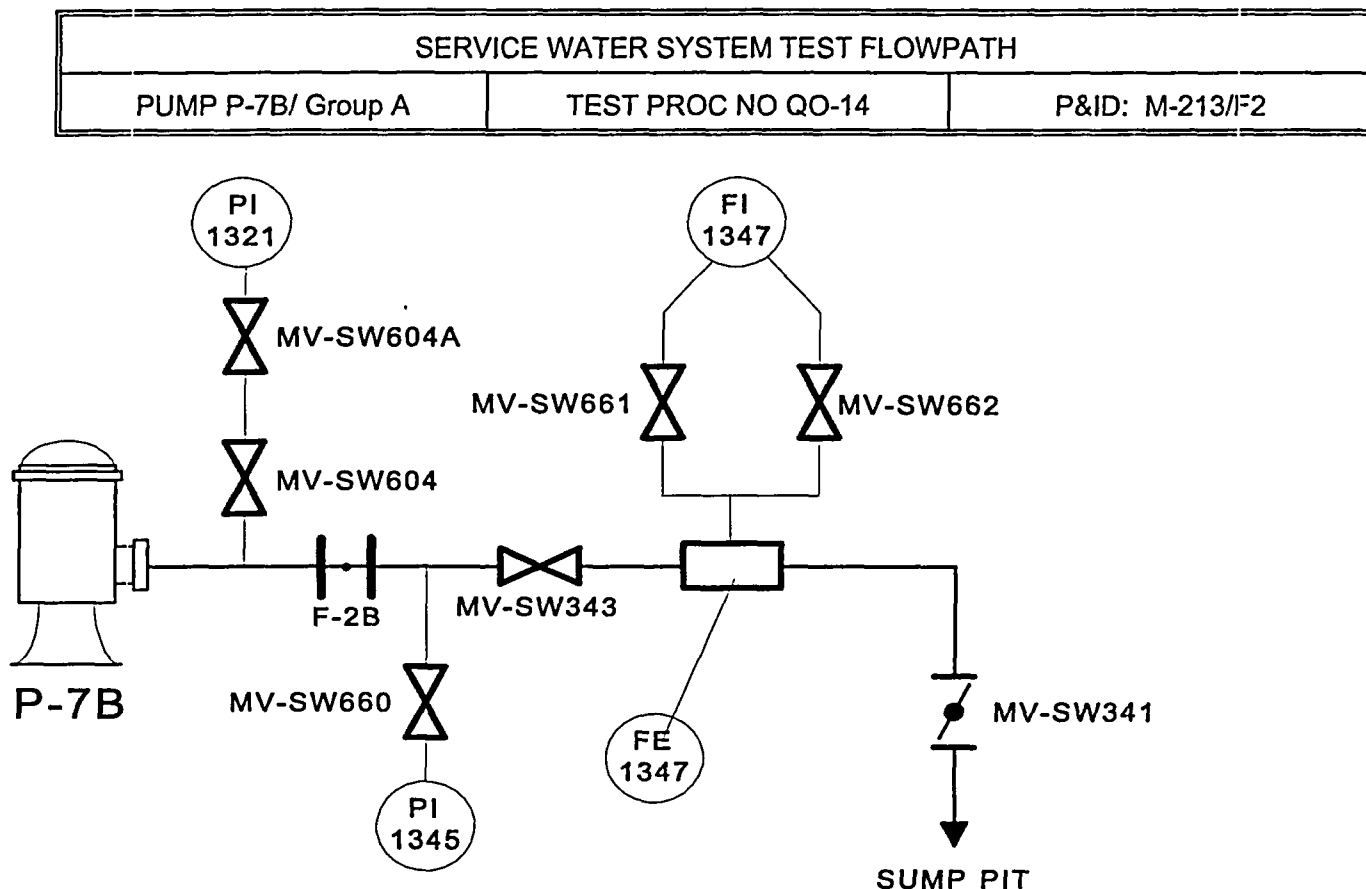 SERVICE WATER SYSTEM TEST FLOWPATH
PUMP P-7B/ Group A
TEST PROC NO QO-14
P&ID: M-213/F2
PI
1321
FI
1347
MV-SW604A
MV-SW661
MV-SW662
MV-SW604
F-2B
MV-SW343
P-7B
MV-SW660
MV-SW341
FE
1347
PI
1345
SUMP PIT